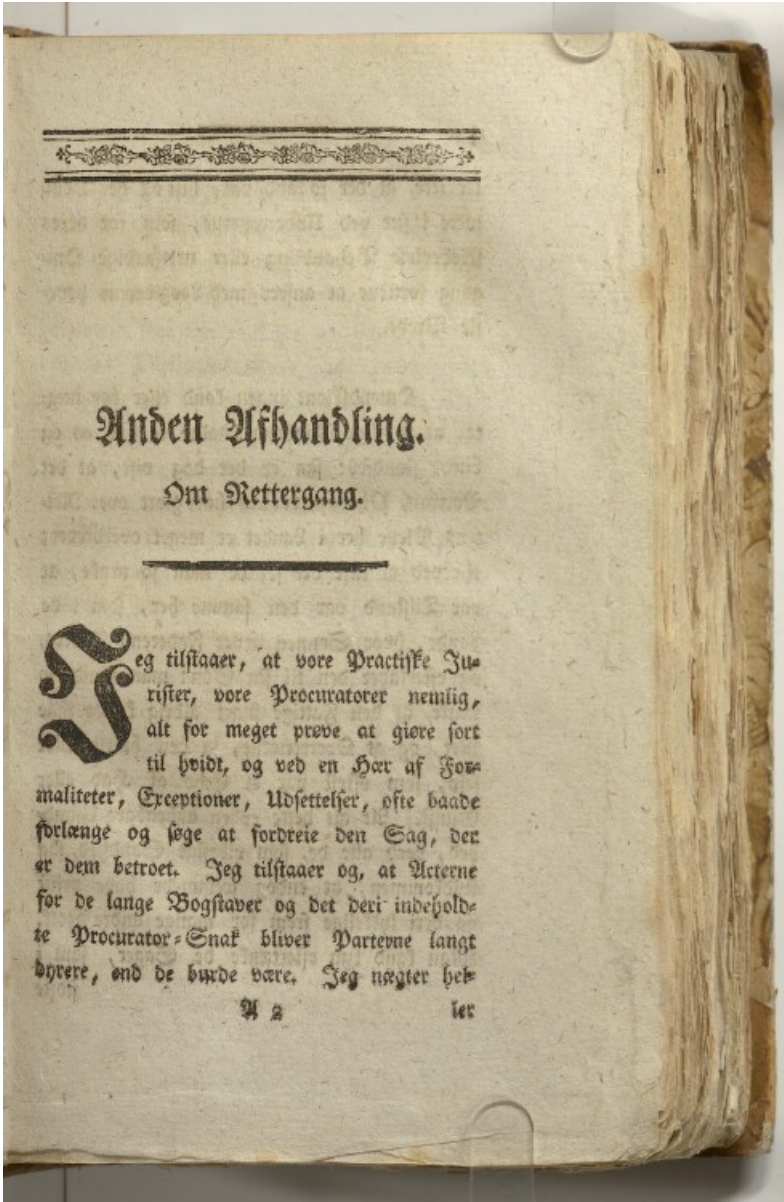 Anden Afhandling.
Om Rettergang.
Jeg tilstaaer, at vore Practiske Ju-
rister, vore Procuratorer nemlig,
alt for meget prøve at giøre sort
til hvidt, og ved en Hær af For-
maliteter, Exceptioner, Udsettelser, ofte baade
forlænge og søge at fordreie den Sag, der
er dem betroet. Jeg tilstaaer og, at Acterne
for de lange Bogstaver og det deri indehold-
te Procurator-Snak bliver Parterne langt
dyrere, end de burde være. Jeg nægter hel-
A 2 ler